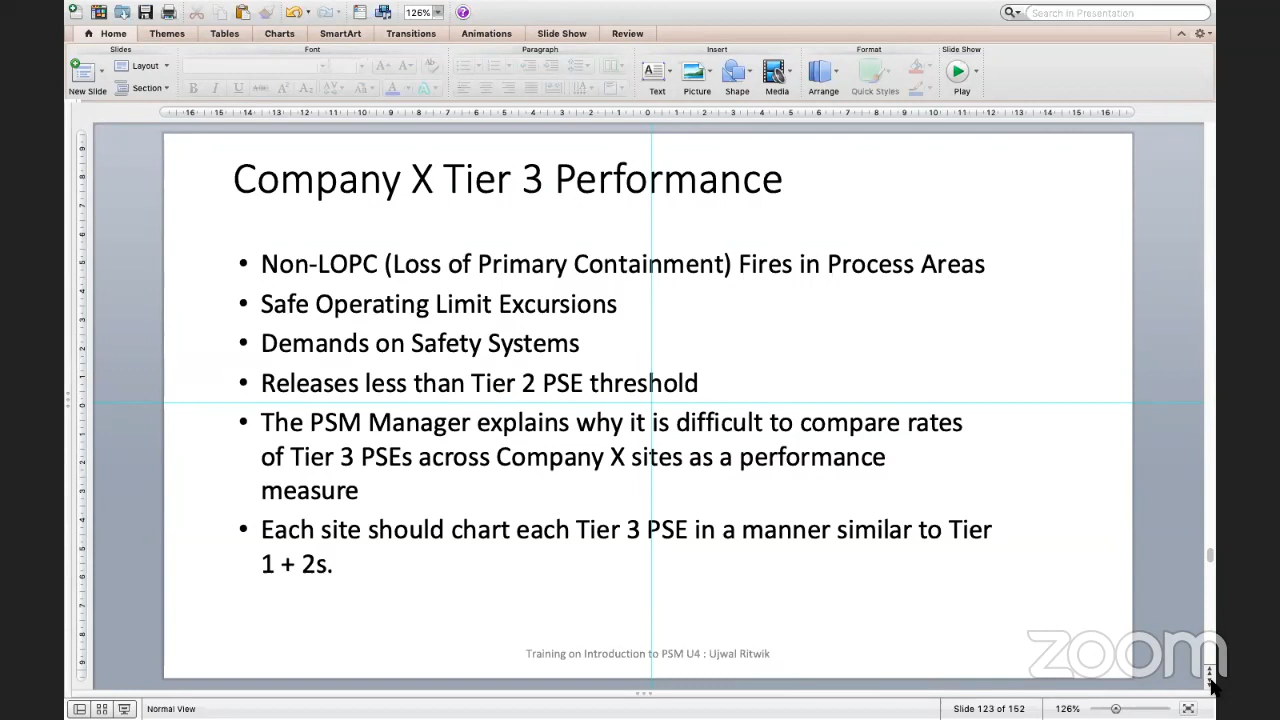 126%
Search in Presentation
Home
Themes
Tables
Charts
SmartArt
Transitions
Animations
Slide Show
Review
Slides
Font
Paragraph
Insert
Format
Slide Show
New Slide
Layout
Section
Text
Picture
Shape
Media
Arrange
Quick Styles
Play
Company X Tier 3 Performance
• Non-LOPC (Loss of Primary Containment) Fires in Process Areas
• Safe Operating Limit Excursions
• Demands on Safety Systems
• Releases less than Tier 2 PSE threshold
• The PSM Manager explains why it is difficult to compare rates
of Tier 3 PSEs across Company X sites as a performance
measure
• Each site should chart each Tier 3 PSE in a manner similar to Tier
1 + 2s.
Training on Introduction to PSM U4 : Ujwal Ritwik
zoom
Normal View
Slide 123 of 152
126%